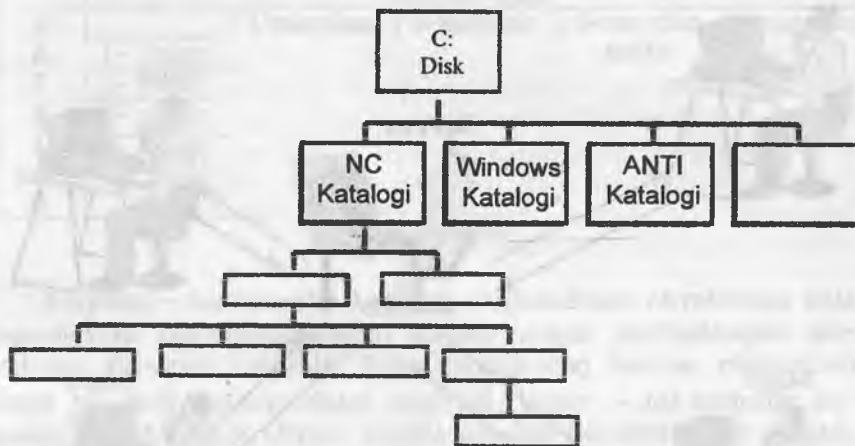 C:
Disk
NC
Katalogi
Windows
Katalogi
ANTI
Katalogi